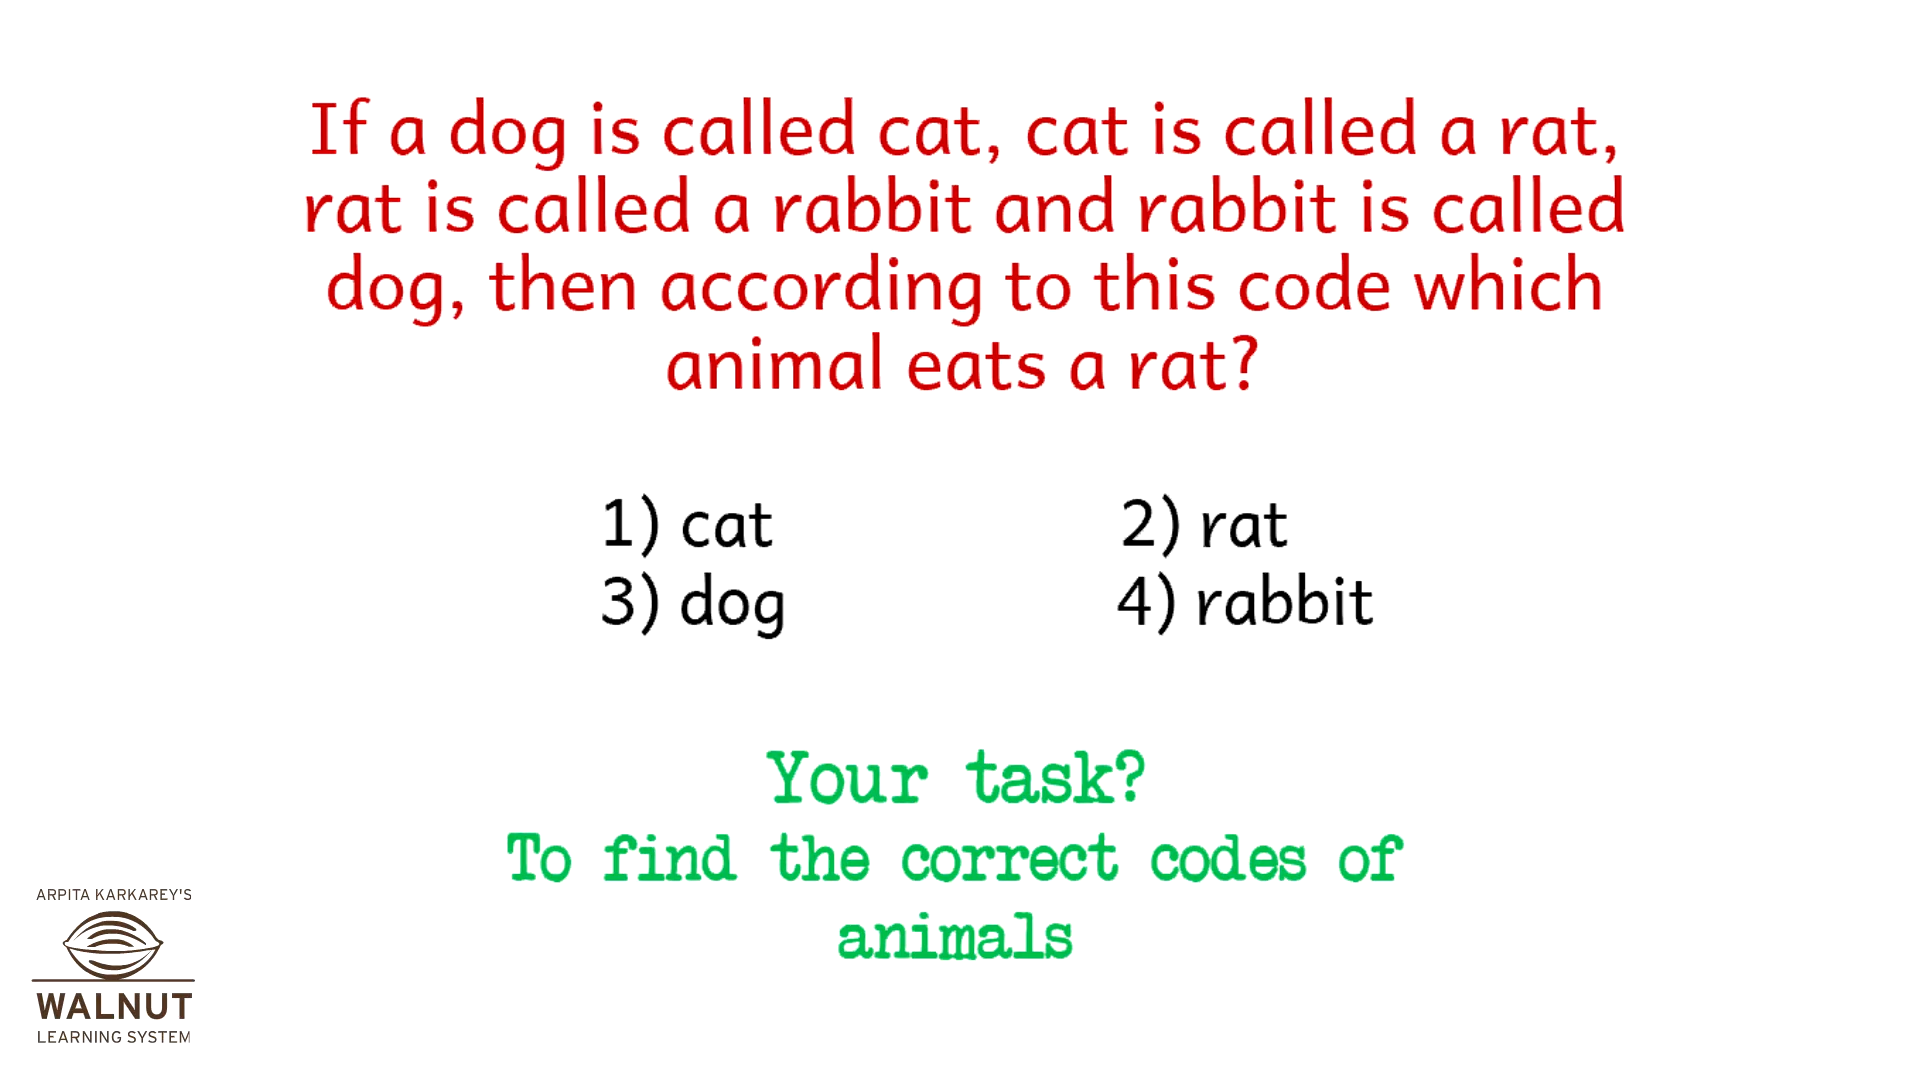 If a dog is called cat, cat is called a rat,
rat is called a rabbit and rabbit is called
dog, then according to this code which
animal eats a rat?
1) cat 2) rat
3) dog 4) rabbit
Your task?
To find the correct codes of
animals
ARPITA KARKAREY'S
WALNUT
LEARNING SYSTEM